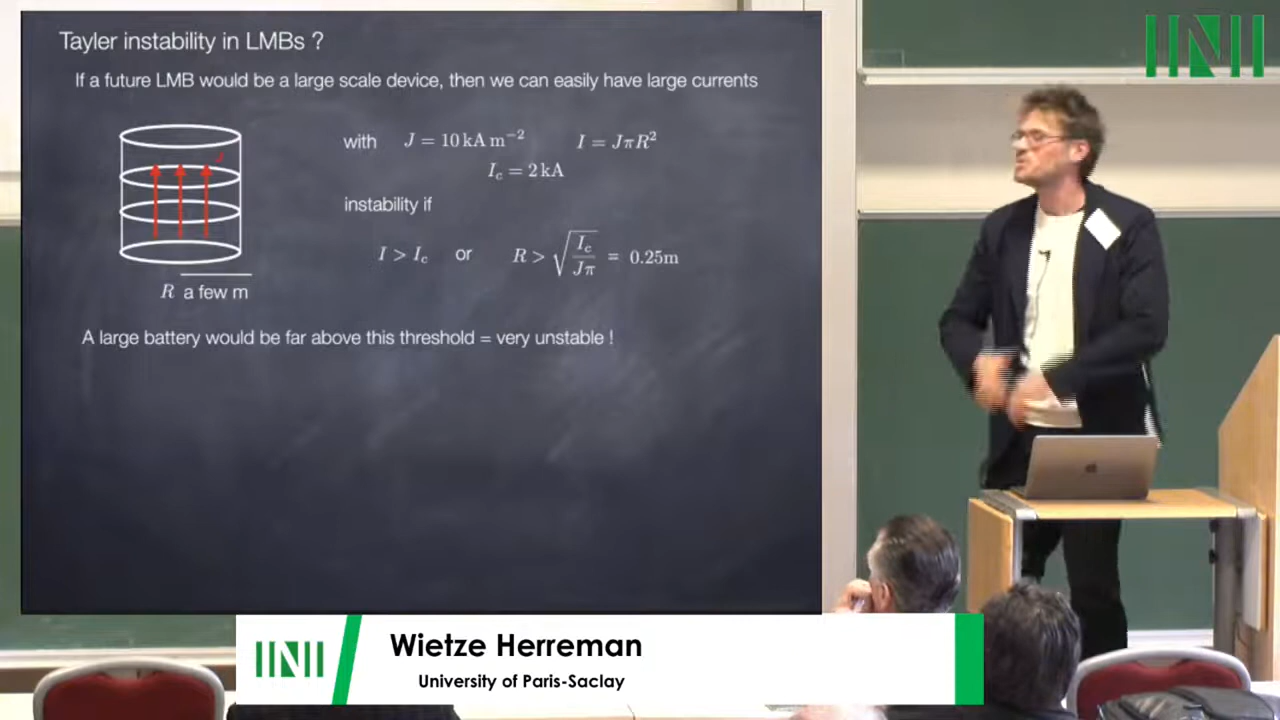 Tayler instability in LMBs ?
If a future LMB would be a large scale device, then we can easily have large currents
J
with J = 10 kA m⁻² I = JπR²
I_c = 2 kA
instability if
I > I_c or R > √(I_c / Jπ) = 0.25m
R a few m
A large battery would be far above this threshold = very unstable !
Wietze Herreman
University of Paris-Saclay